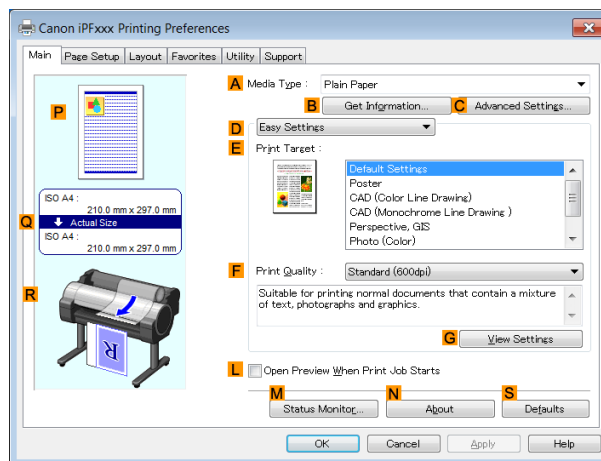 Canon iPFxxx Printing Preferences
Main Page Setup Layout Favorites Utility Support
A Media Type : Plain Paper
B Get Information... C Advanced Settings...
D Easy Settings
E Print Target :
Default Settings
Poster
CAD (Color Line Drawing)
CAD (Monochrome Line Drawing )
Perspective, GIS
Photo (Color)
P
ISO A4 :
210.0 mm x 297.0 mm
Q Actual Size
ISO A4 :
210.0 mm x 297.0 mm
R
R
F Print Quality : Standard (600dpi)
Suitable for printing normal documents that contain a mixture
of text, photographs and graphics.
G View Settings
L Open Preview When Print Job Starts
M N S
Status Monitor... About Defaults
OK Cancel Apply Help